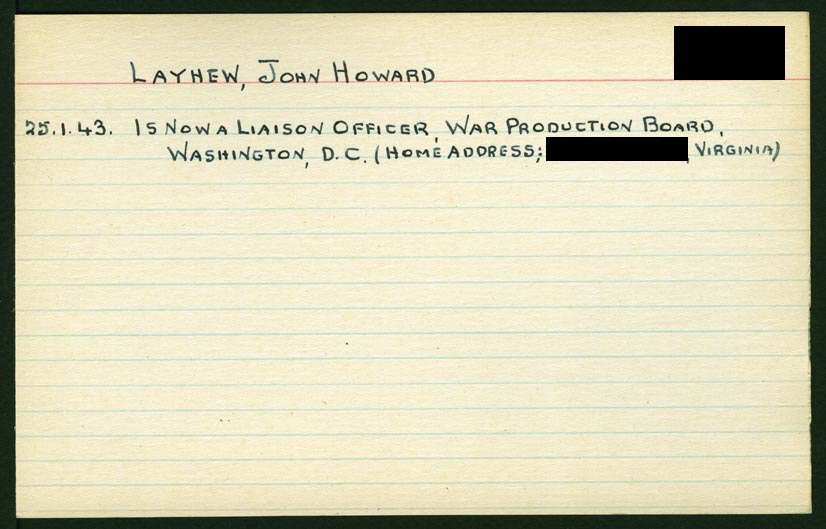 LAYHEW, JOHN HOWARD
25.1.43. IS NOW A LIAISON OFFICER, WAR PRODUCTION BOARD,
WASHINGTON, D.C. (HOME ADDRESS; , VIRGINIA)